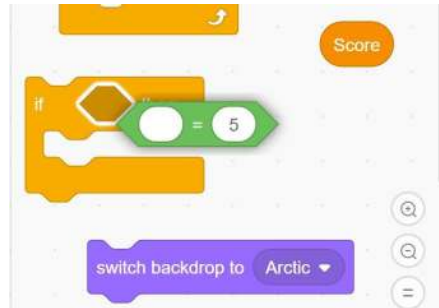 Score
if
= 5
switch backdrop to Arctic
=